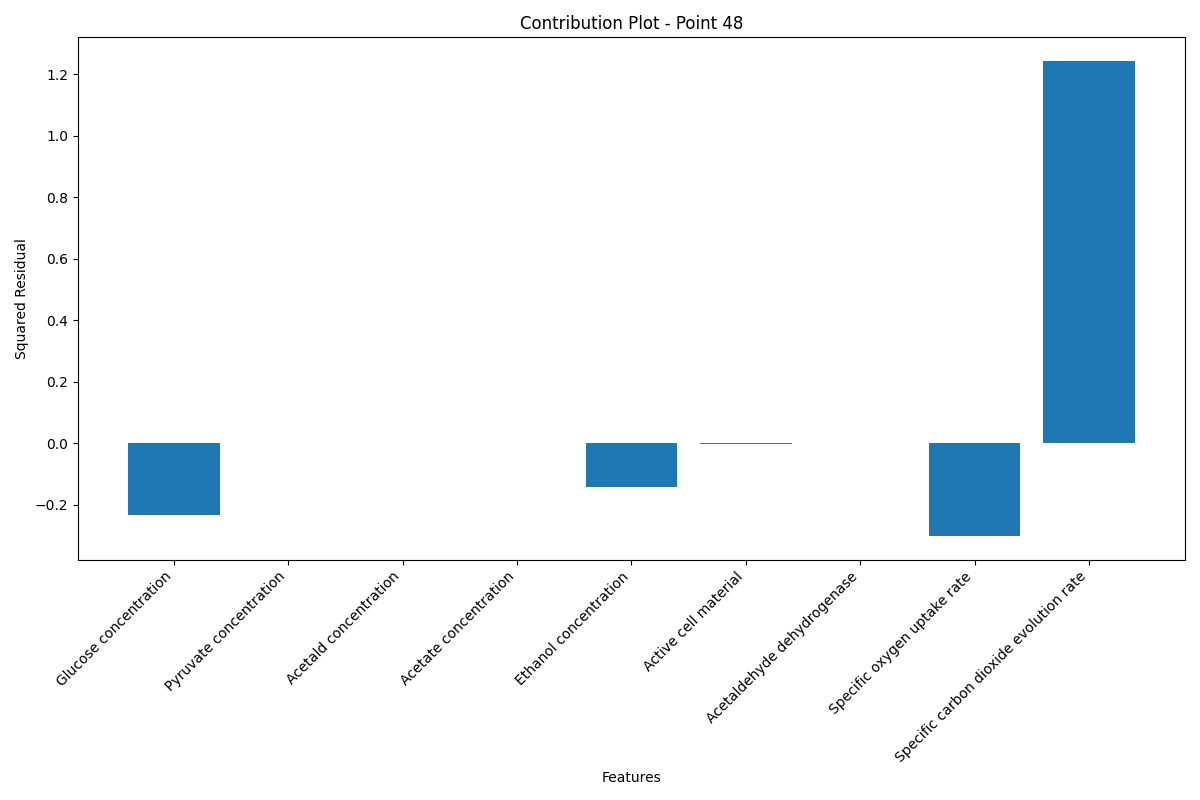 Contribution Plot - Point 48
Squared Residual
1.2
1.0
0.8
0.6
0.4
0.2
0.0
−0.2
Glucose concentration
Pyruvate concentration
Acetald concentration
Acetate concentration
Ethanol concentration
Active cell material
Acetaldehyde dehydrogenase
Specific oxygen uptake rate
Specific carbon dioxide evolution rate
Features